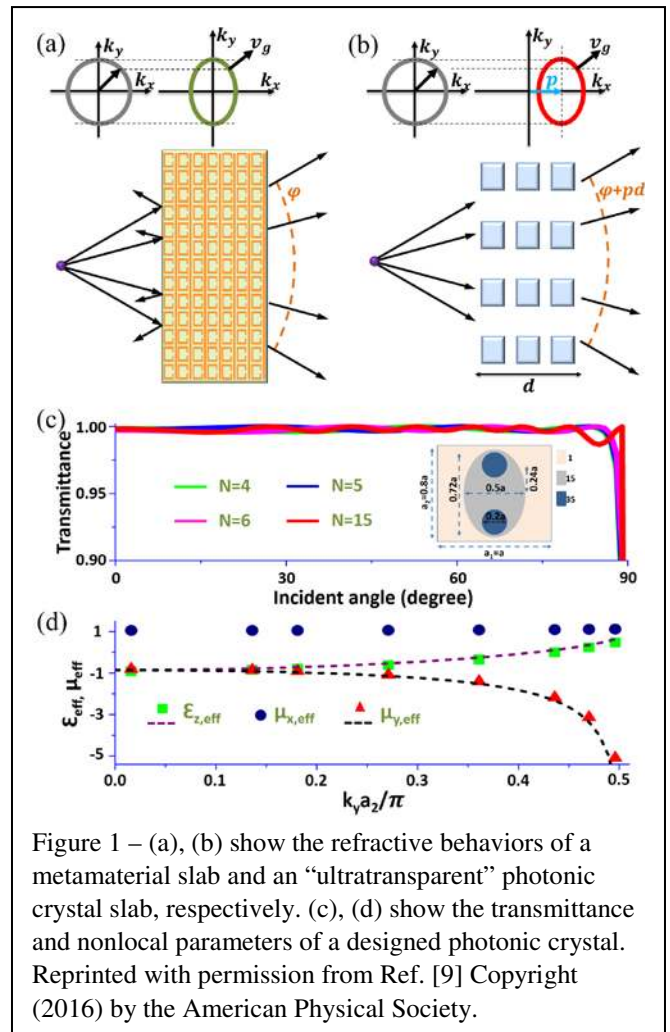 (a)
k_y
v_g
k_x
k_x
φ
(b)
k_y
v_g
k_x
p
k_x
φ+pd
d
(c)
1.00
0.95
0.90
Transmittance
N=4
N=5
N=6
N=15
a₂=0.8a
0.72a
0.5a
0.24a
0.2a
a₁=a
1
15
35
0
30
60
90
Incident angle (degree)
(d)
1
-1
-3
-5
ε_eff, μ_eff
ε_z,eff
μ_x,eff
μ_y,eff
0.0
0.1
0.2
0.3
0.4
0.5
k_y a₂/π
Figure 1 – (a), (b) show the refractive behaviors of a
metamaterial slab and an “ultratransparent” photonic
crystal slab, respectively. (c), (d) show the transmittance
and nonlocal parameters of a designed photonic crystal.
Reprinted with permission from Ref. [9] Copyright
(2016) by the American Physical Society.